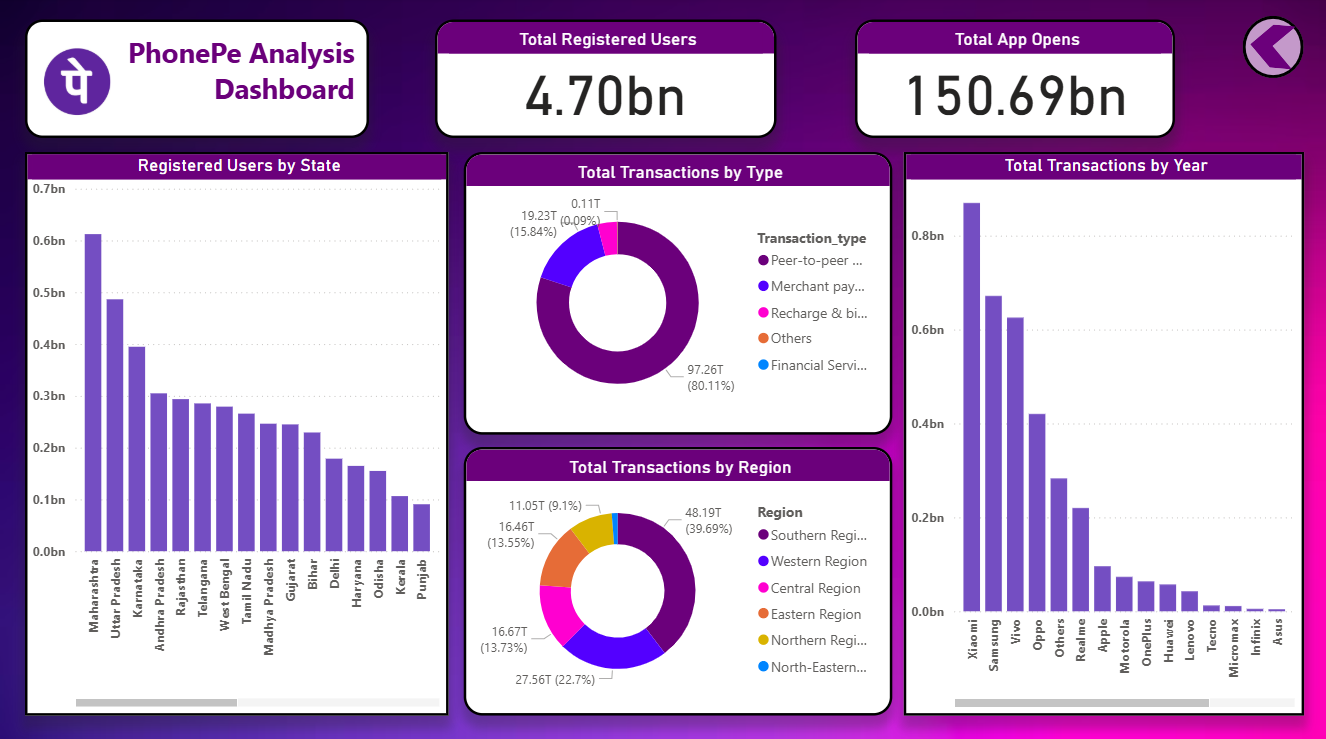 पे
PhonePe Analysis
Dashboard
Total Registered Users
4.70bn
Total App Opens
150.69bn
Registered Users by State
0.7bn
0.6bn
0.5bn
0.4bn
0.3bn
0.2bn
0.1bn
0.0bn
Maharashtra
Uttar Pradesh
Karnataka
Andhra Pradesh
Rajasthan
Telangana
West Bengal
Tamil Nadu
Madhya Pradesh
Gujarat
Bihar
Delhi
Haryana
Odisha
Kerala
Punjab
Total Transactions by Type
0.11T
(0.09%)
19.23T
(15.84%)
97.26T
(80.11%)
Transaction_type
Peer-to-peer ...
Merchant pay...
Recharge & bi...
Others
Financial Servi...
Total Transactions by Region
11.05T (9.1%)
16.46T
(13.55%)
16.67T
(13.73%)
27.56T (22.7%)
48.19T
(39.69%)
Region
Southern Regi...
Western Region
Central Region
Eastern Region
Northern Regi...
North-Eastern...
Total Transactions by Year
0.8bn
0.6bn
0.4bn
0.2bn
0.0bn
Xiaomi
Samsung
Vivo
Oppo
Others
Realme
Apple
Motorola
OnePlus
Huawei
Lenovo
Tecno
Micromax
Infinix
Asus